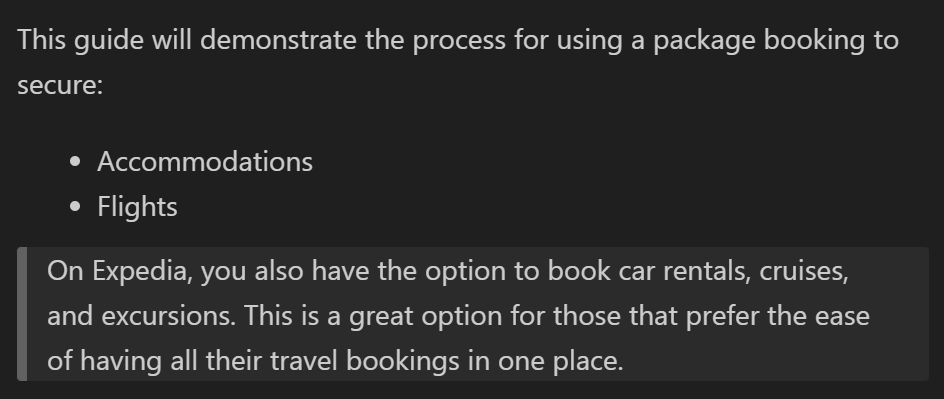 This guide will demonstrate the process for using a package booking to
secure:
• Accommodations
• Flights
On Expedia, you also have the option to book car rentals, cruises,
and excursions. This is a great option for those that prefer the ease
of having all their travel bookings in one place.